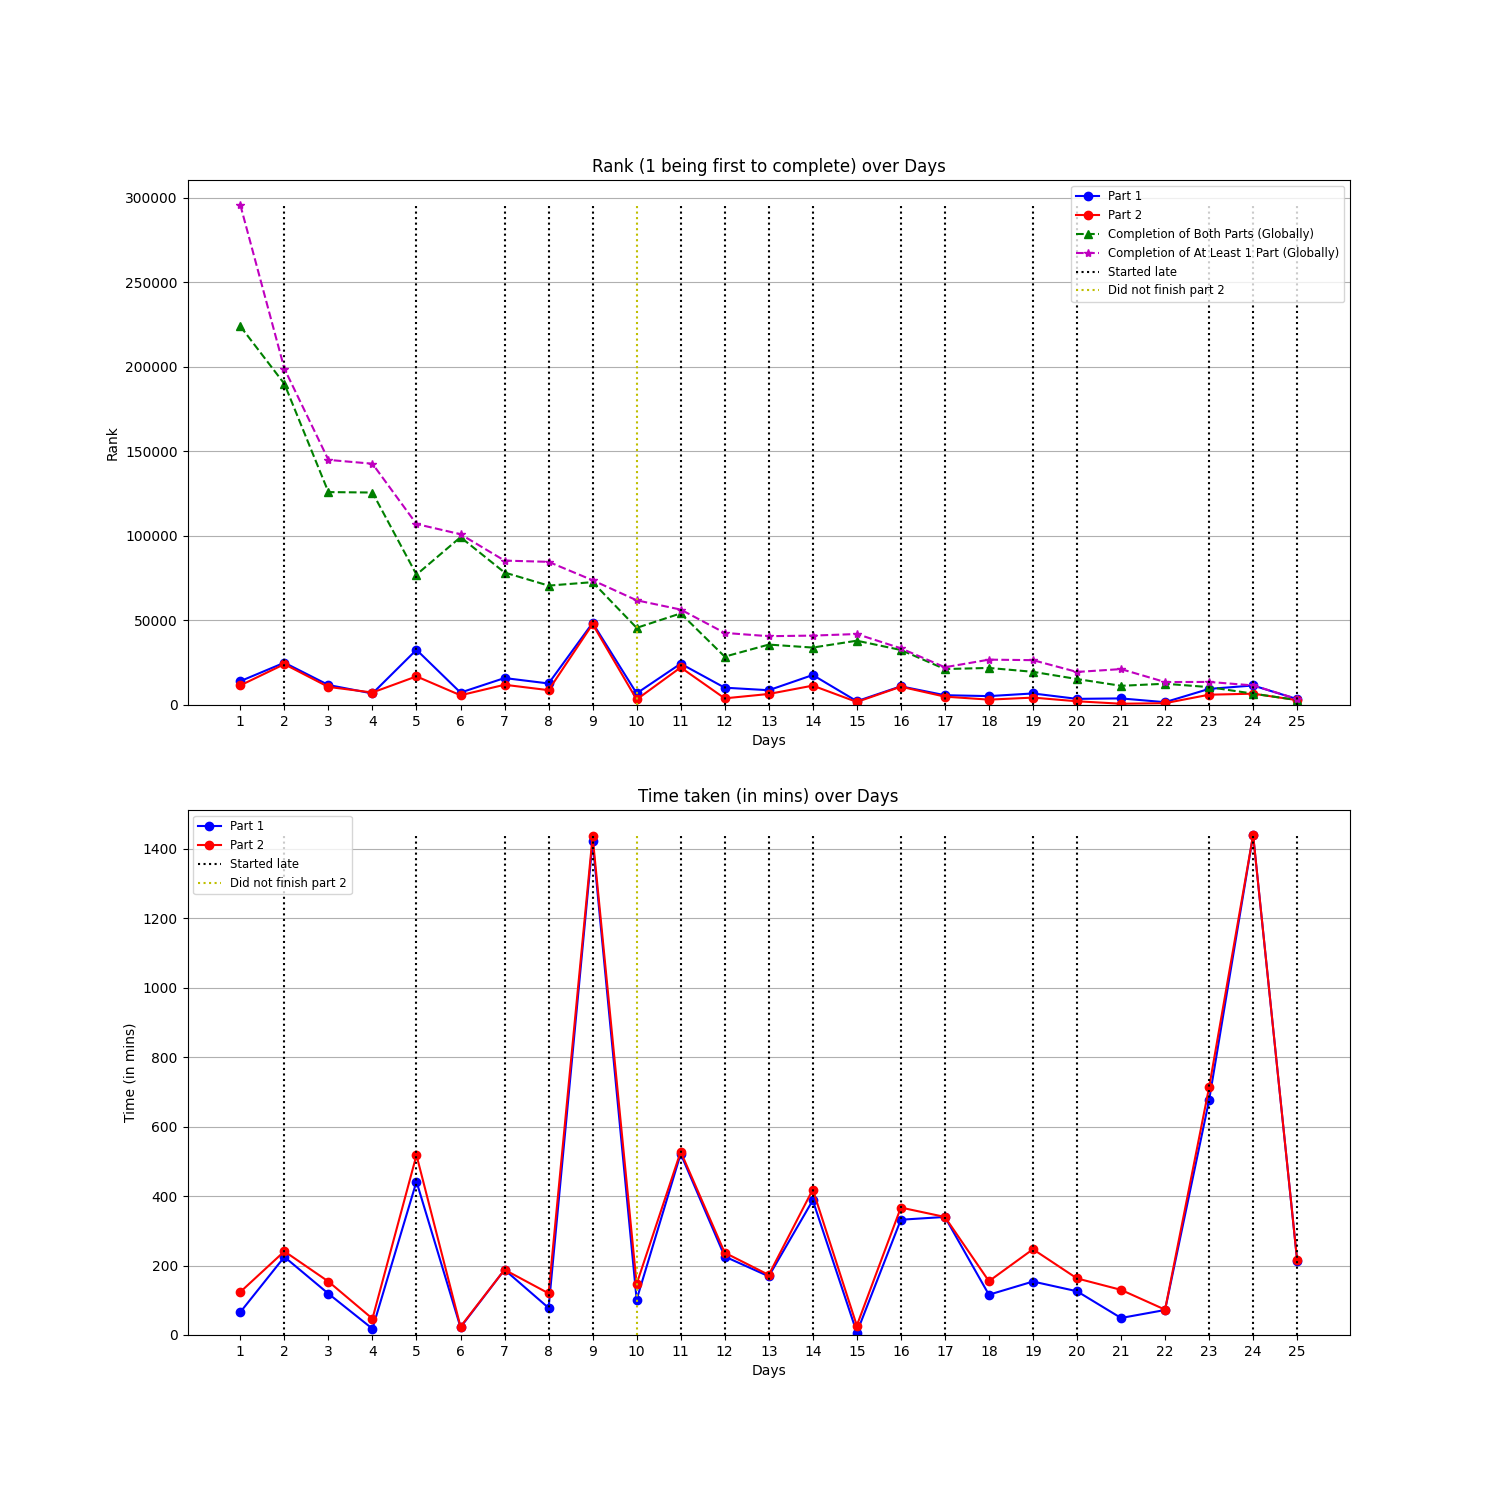 Rank (1 being first to complete) over Days
300000
250000
200000
150000
100000
50000
0
Rank
Part 1
Part 2
Completion of Both Parts (Globally)
Completion of At Least 1 Part (Globally)
Started late
Did not finish part 2
1 2 3 4 5 6 7 8 9 10 11 12 13 14 15 16 17 18 19 20 21 22 23 24 25
Days
Time taken (in mins) over Days
1400
1200
1000
800
600
400
200
0
Time (in mins)
Part 1
Part 2
Started late
Did not finish part 2
1 2 3 4 5 6 7 8 9 10 11 12 13 14 15 16 17 18 19 20 21 22 23 24 25
Days